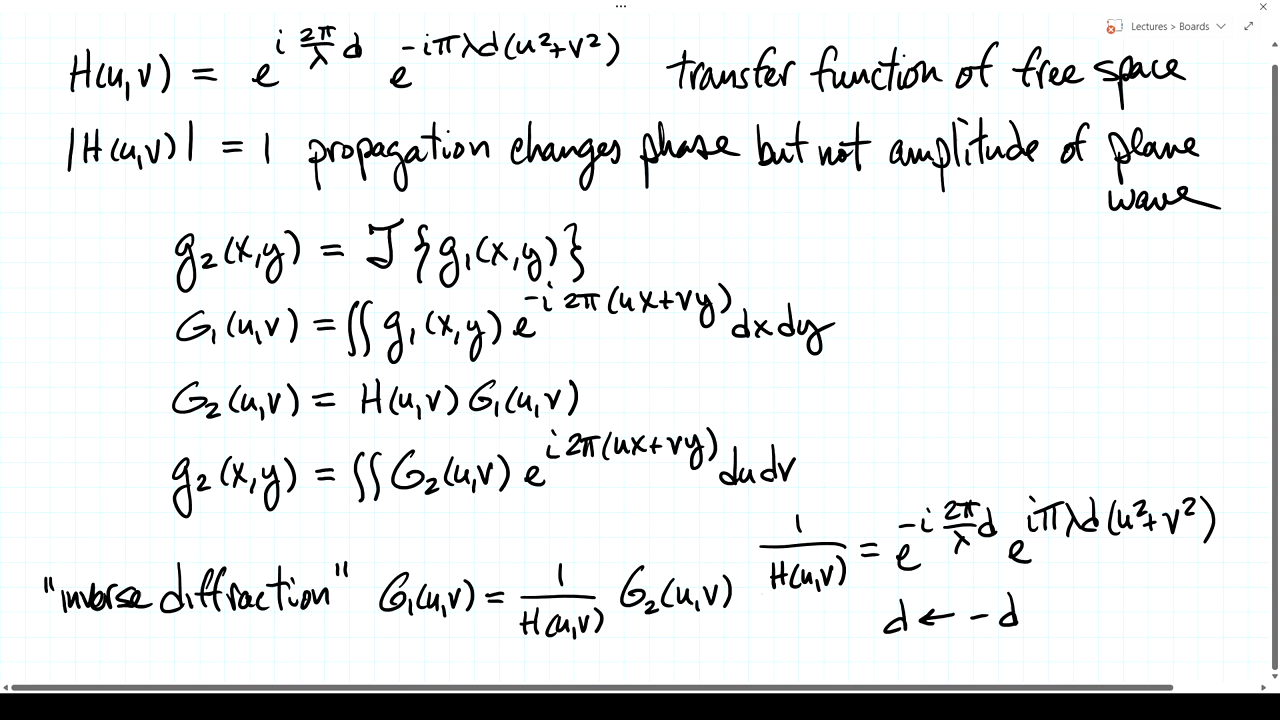 Lectures > Boards
H(u,v) = e^{i 2π/λ d} e^{-iπλd(u²+v²)} transfer function of free space
|H(u,v)| = 1 propagation changes phase but not amplitude of plane
wave
g₂(x,y) = J{g₁(x,y)}
G₁(u,v) = ∬ g₁(x,y) e^{-i2π(ux+vy)} dx dy
G₂(u,v) = H(u,v) G₁(u,v)
g₂(x,y) = ∬ G₂(u,v) e^{i2π(ux+vy)} du dv
"inverse diffraction" G₁(u,v) = 1/H(u,v) G₂(u,v)
1/H(u,v) = e^{-i 2π/λ d} e^{iπλd(u²+v²)}
d ← -d